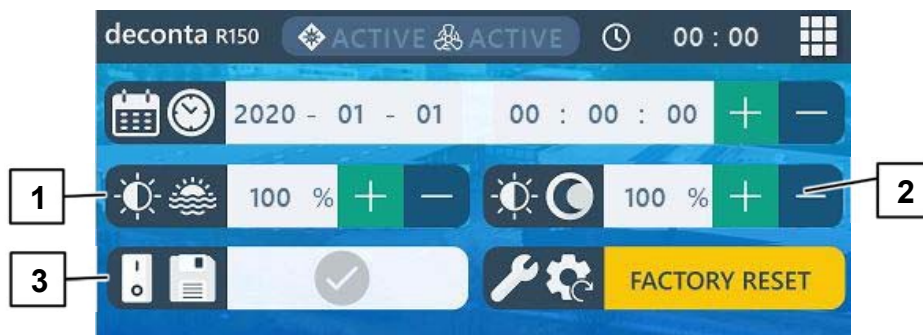 deconta R150 ACTIVE ACTIVE 00 : 00
2020 - 01 - 01 00 : 00 : 00 + −
1 100 % + − 100 % + − 2
3 FACTORY RESET